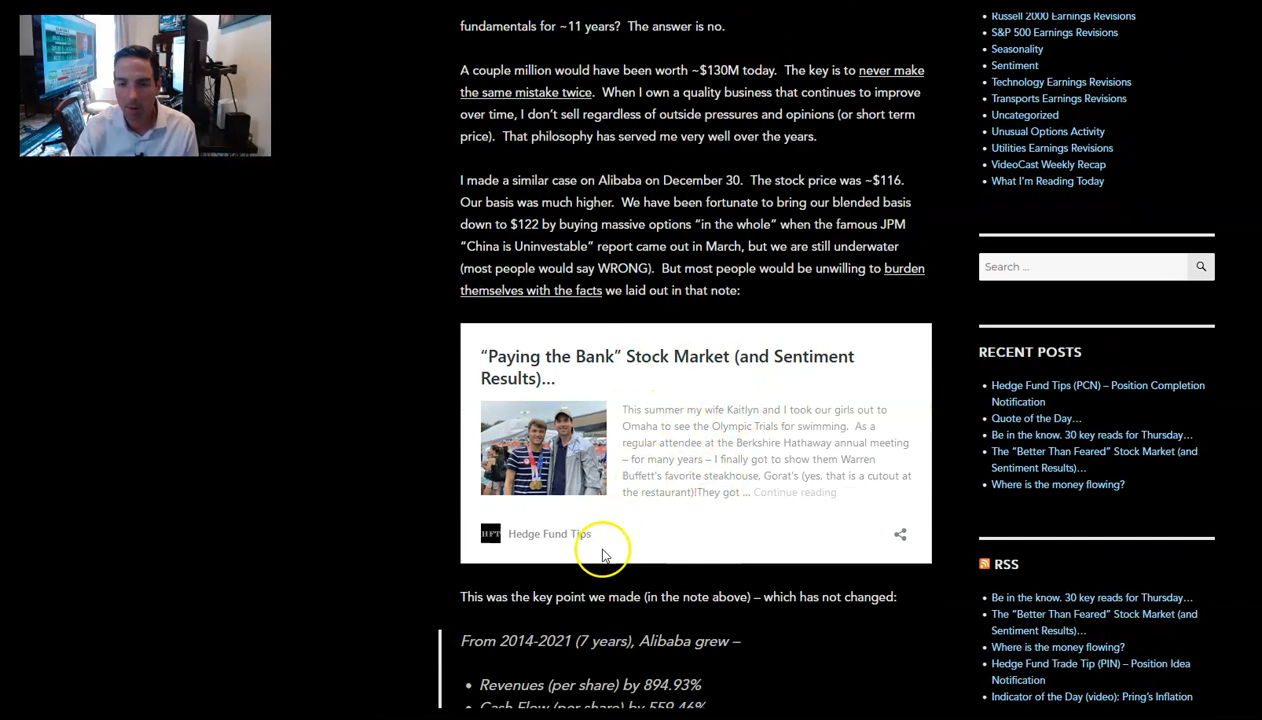 fundamentals for ~11 years?  The answer is no.
A couple million would have been worth ~$130M today.  The key is to never make
the same mistake twice.  When I own a quality business that continues to improve
over time, I don't sell regardless of outside pressures and opinions (or short term
price).  That philosophy has served me very well over the years.
I made a similar case on Alibaba on December 30.  The stock price was ~$116.
Our basis was much higher.  We have been fortunate to bring our blended basis
down to $122 by buying massive options “in the whole” when the famous JPM
“China is Uninvestable” report came out in March, but we are still underwater
(most people would say WRONG).  But most people would be unwilling to burden
themselves with the facts we laid out in that note:
“Paying the Bank” Stock Market (and Sentiment
Results)…
This summer my wife Kaitlyn and I took our girls out to
Omaha to see the Olympic Trials for swimming.  As a
regular attendee at the Berkshire Hathaway annual meeting
– for many years – I finally got to show them Warren
Buffett's favorite steakhouse, Gorat's (yes, that is a cutout at
the restaurant)!They got ... Continue reading
HFT Hedge Fund Tips
This was the key point we made (in the note above) – which has not changed:
From 2014-2021 (7 years), Alibaba grew –
• Revenues (per share) by 894.93%
• Cash Flow (per share) by 559.46%
• Russell 2000 Earnings Revisions
• S&P 500 Earnings Revisions
• Seasonality
• Sentiment
• Technology Earnings Revisions
• Transports Earnings Revisions
• Uncategorized
• Unusual Options Activity
• Utilities Earnings Revisions
• VideoCast Weekly Recap
• What I'm Reading Today
Search ...
RECENT POSTS
• Hedge Fund Tips (PCN) – Position Completion
Notification
• Quote of the Day…
• Be in the know. 30 key reads for Thursday…
• The “Better Than Feared” Stock Market (and
Sentiment Results)…
• Where is the money flowing?
RSS
• Be in the know. 30 key reads for Thursday…
• The “Better Than Feared” Stock Market (and
Sentiment Results)…
• Where is the money flowing?
• Hedge Fund Trade Tip (PIN) – Position Idea
Notification
• Indicator of the Day (video): Pring's Inflation